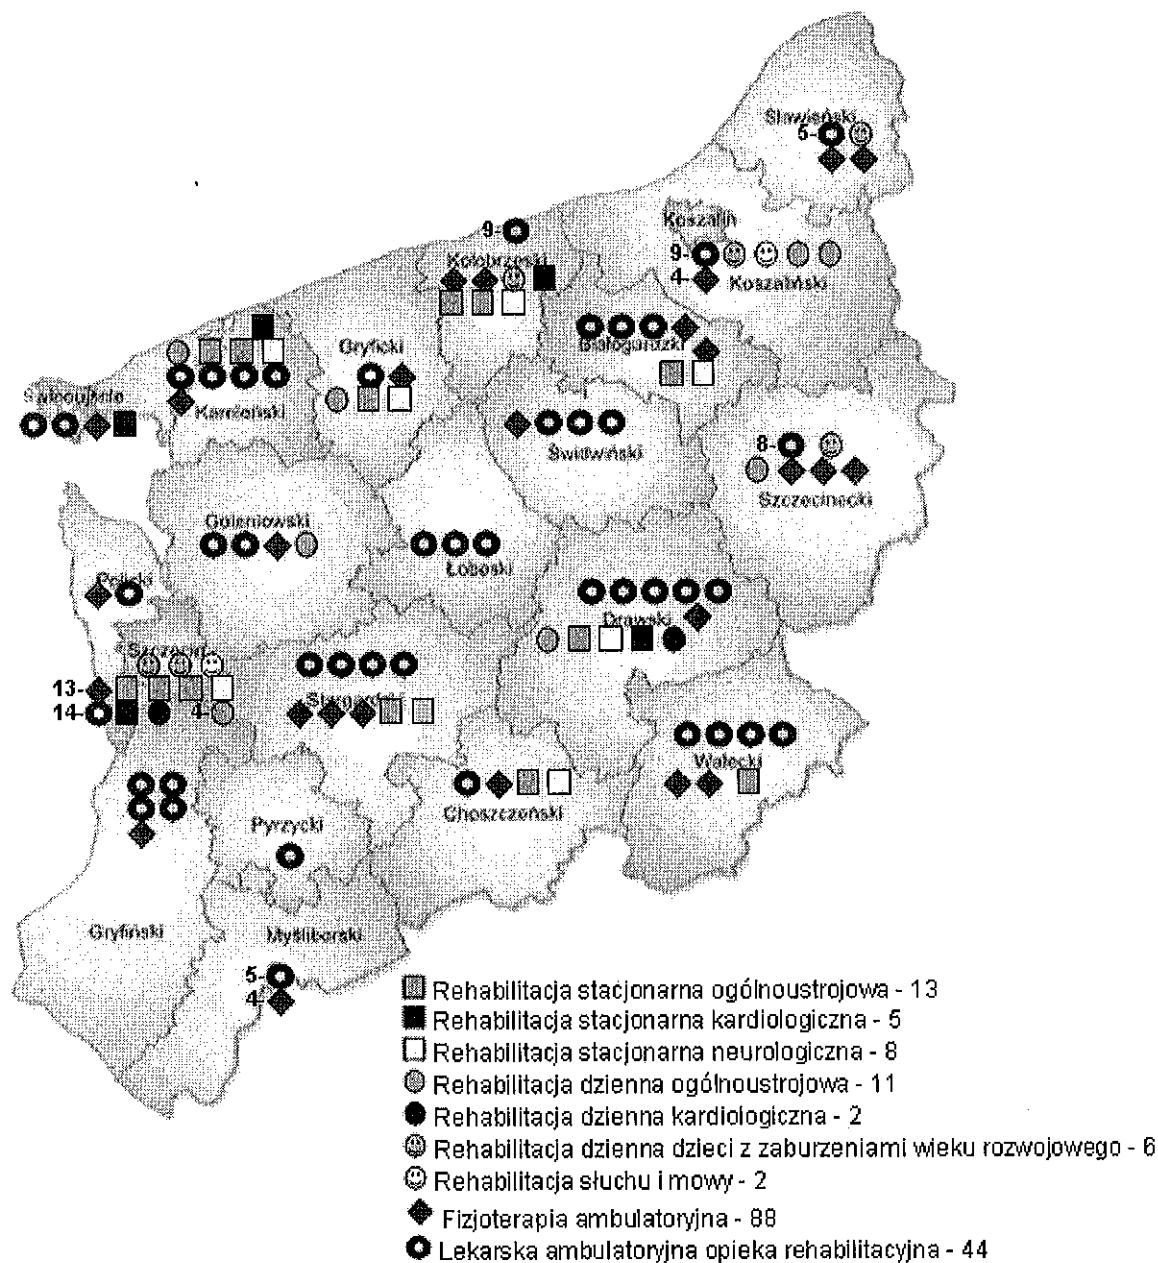 Sławieński
5-
Koszalin
9-
9-
Kołobrzeski
4-
Koszaliński
Gryficki
Białogardzki
Kamieński
8-
Świdwiński
Szczecinecki
Goleniowski
Łobeski
Policki
Drawski
13-
14-
4-
Wałecki
Choszczeński
Pyrzycki
Gryfiński
Myśliborski
5-
4-
Rehabilitacja stacjonarna ogólnoustrojowa - 13
Rehabilitacja stacjonarna kardiologiczna - 5
Rehabilitacja stacjonarna neurologiczna - 8
Rehabilitacja dzienna ogólnoustrojowa - 11
Rehabilitacja dzienna kardiologiczna - 2
Rehabilitacja dzienna dzieci z zaburzeniami wieku rozwojowego - 6
Rehabilitacja słuchu i mowy - 2
Fizjoterapia ambulatoryjna - 88
Lekarska ambulatoryjna opieka rehabilitacyjna - 44